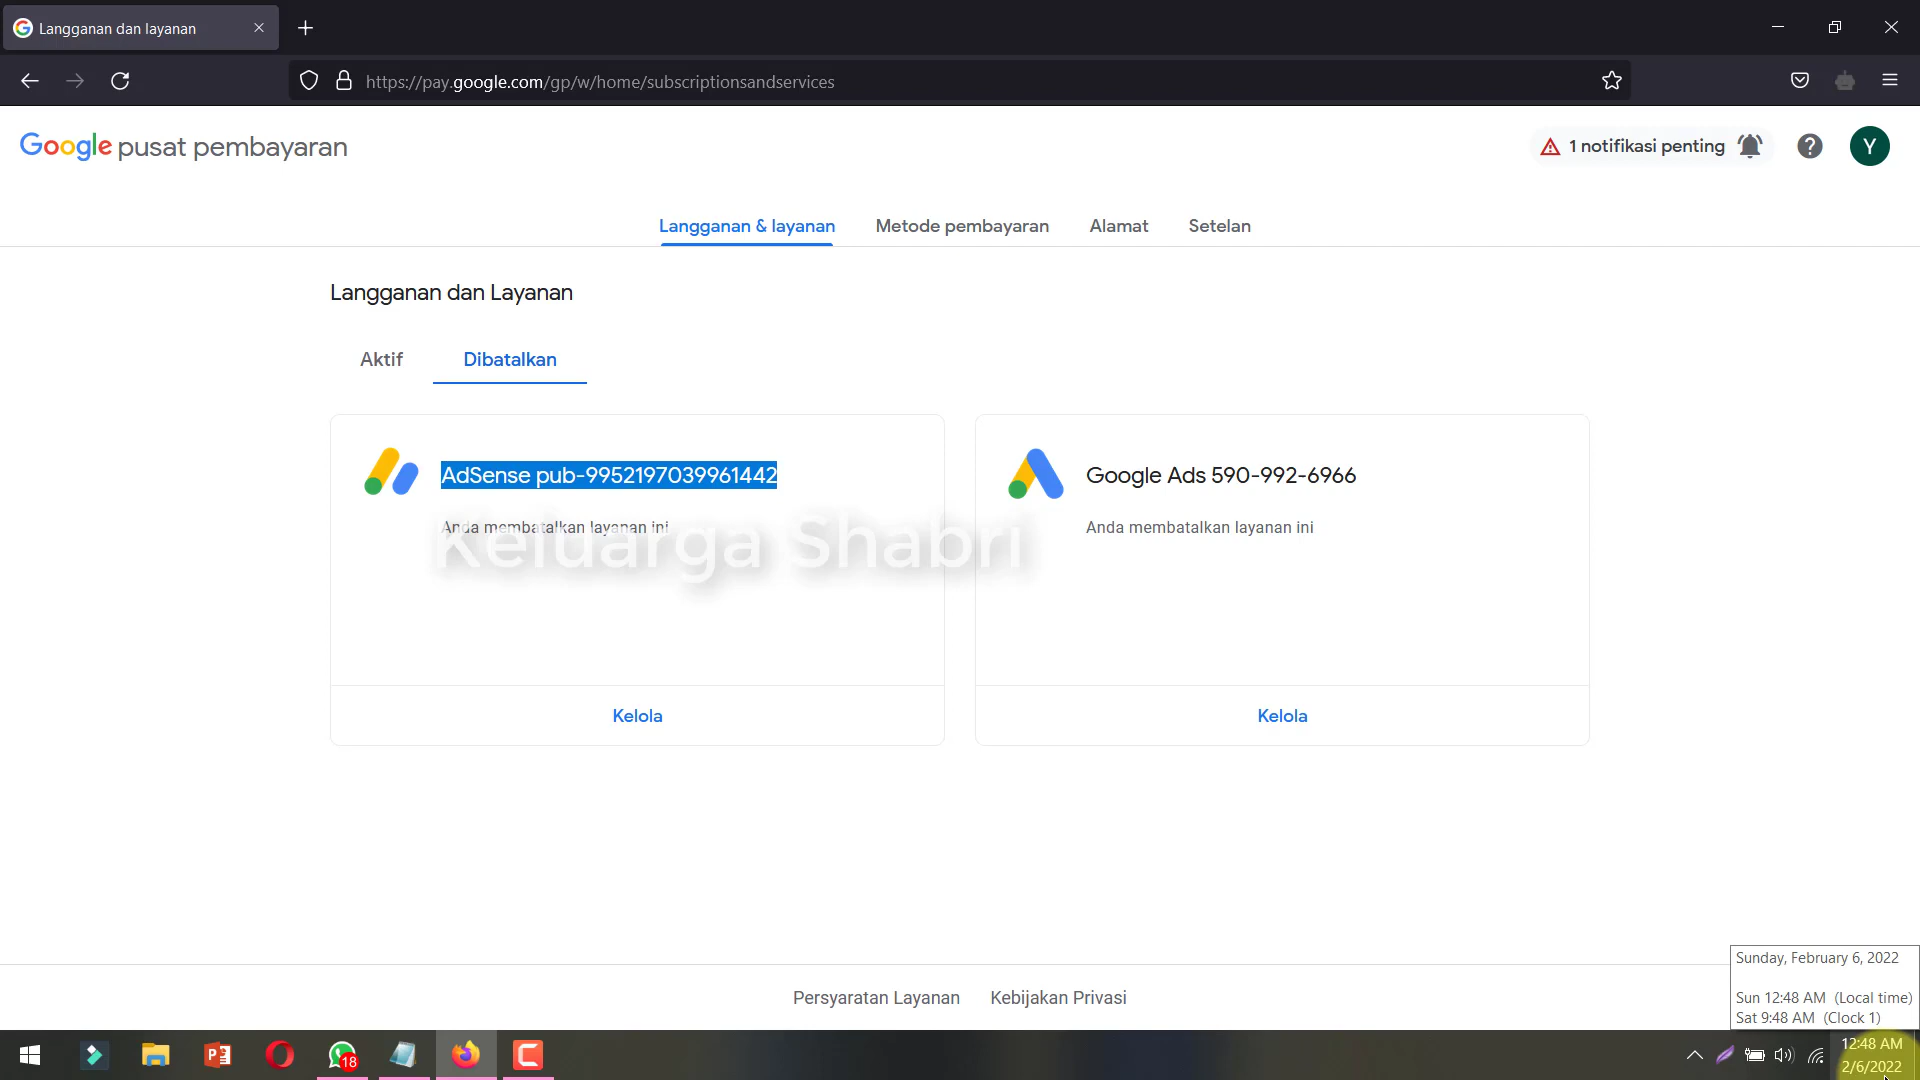 Langganan dan layanan
https://pay.google.com/gp/w/home/subscriptionsandservices
Google pusat pembayaran
1 notifikasi penting
Y
Langganan & layanan
Metode pembayaran
Alamat
Setelan
Langganan dan Layanan
Aktif
Dibatalkan
AdSense pub-9952197039961442
Anda membatalkan layanan ini
Google Ads 590-992-6966
Anda membatalkan layanan ini
Keluarga Shabri
Kelola
Kelola
Persyaratan Layanan
Kebijakan Privasi
Sunday, February 6, 2022
Sun 12:48 AM (Local time)
Sat 9:48 AM (Clock 1)
18
12:48 AM
2/6/2022